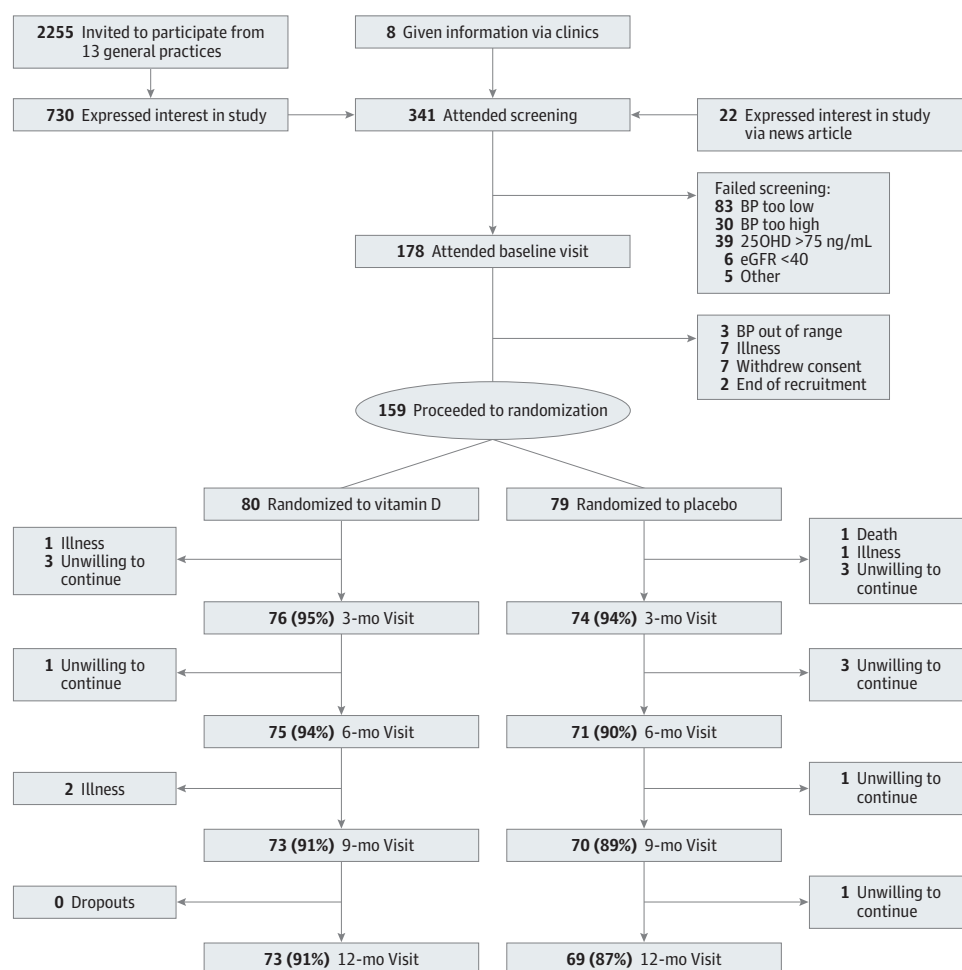 2255 Invited to participate from
13 general practices
8 Given information via clinics
730 Expressed interest in study
341 Attended screening
22 Expressed interest in study
via news article
Failed screening:
83 BP too low
30 BP too high
39 25OHD >75 ng/mL
6 eGFR <40
5 Other
178 Attended baseline visit
3 BP out of range
7 Illness
7 Withdrew consent
2 End of recruitment
159 Proceeded to randomization
80 Randomized to vitamin D
79 Randomized to placebo
1 Illness
3 Unwilling to
continue
1 Death
1 Illness
3 Unwilling to
continue
76 (95%) 3-mo Visit
74 (94%) 3-mo Visit
1 Unwilling to
continue
3 Unwilling to
continue
75 (94%) 6-mo Visit
71 (90%) 6-mo Visit
2 Illness
1 Unwilling to
continue
73 (91%) 9-mo Visit
70 (89%) 9-mo Visit
0 Dropouts
1 Unwilling to
continue
73 (91%) 12-mo Visit
69 (87%) 12-mo Visit